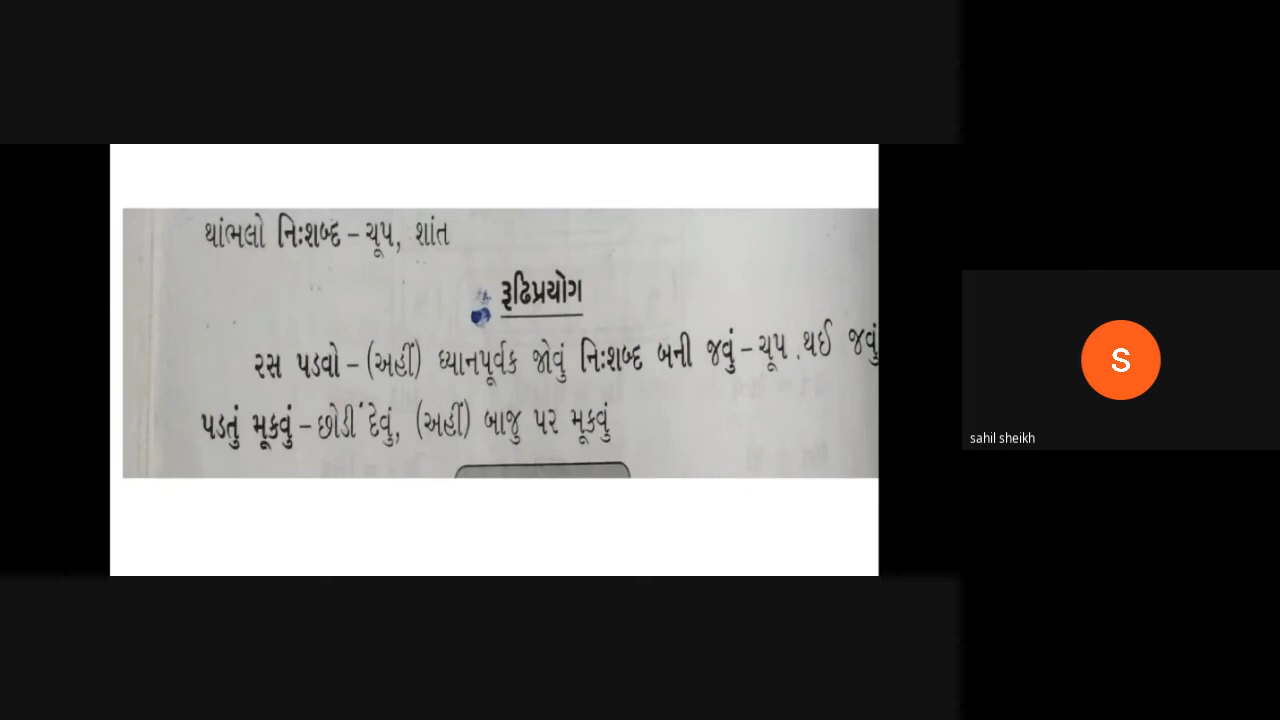 થાંભલો નિઃશબ્દ – ચૂપ, શાંત
રૂઢિપ્રયોગ
રસ પડવો – (અહીં) ધ્યાનપૂર્વક જોવું નિઃશબ્દ બની જવું – ચૂપ થઈ જવું
પડતું મૂકવું – છોડી દેવું, (અહીં) બાજુ પર મૂકવું
S
sahil sheikh